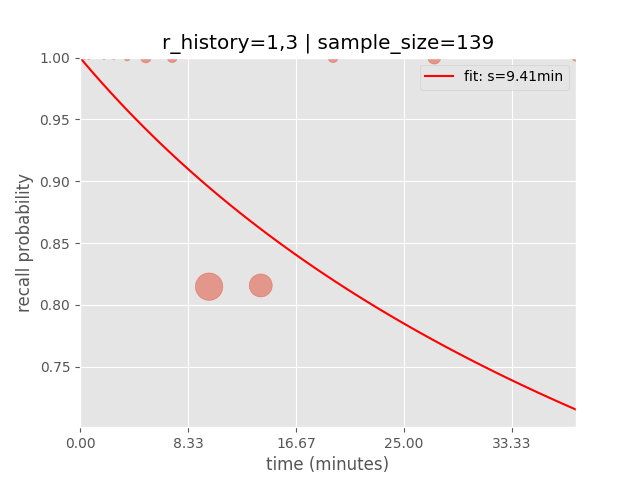 r_history=1,3 | sample_size=139
1.00
0.95
0.90
0.85
0.80
0.75
recall probability
fit: s=9.41min
0.00 8.33 16.67 25.00 33.33
time (minutes)